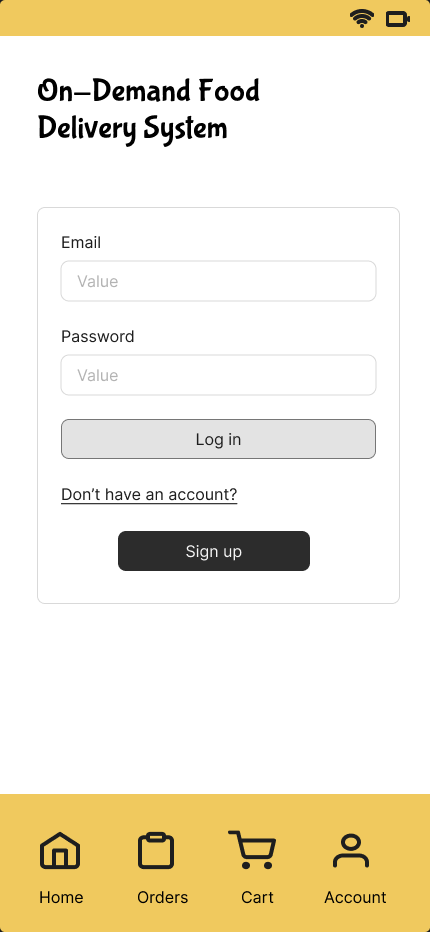 On-Demand Food
Delivery System
Email
Value
Password
Value
Log in
Don’t have an account?
Sign up
Home
Orders
Cart
Account